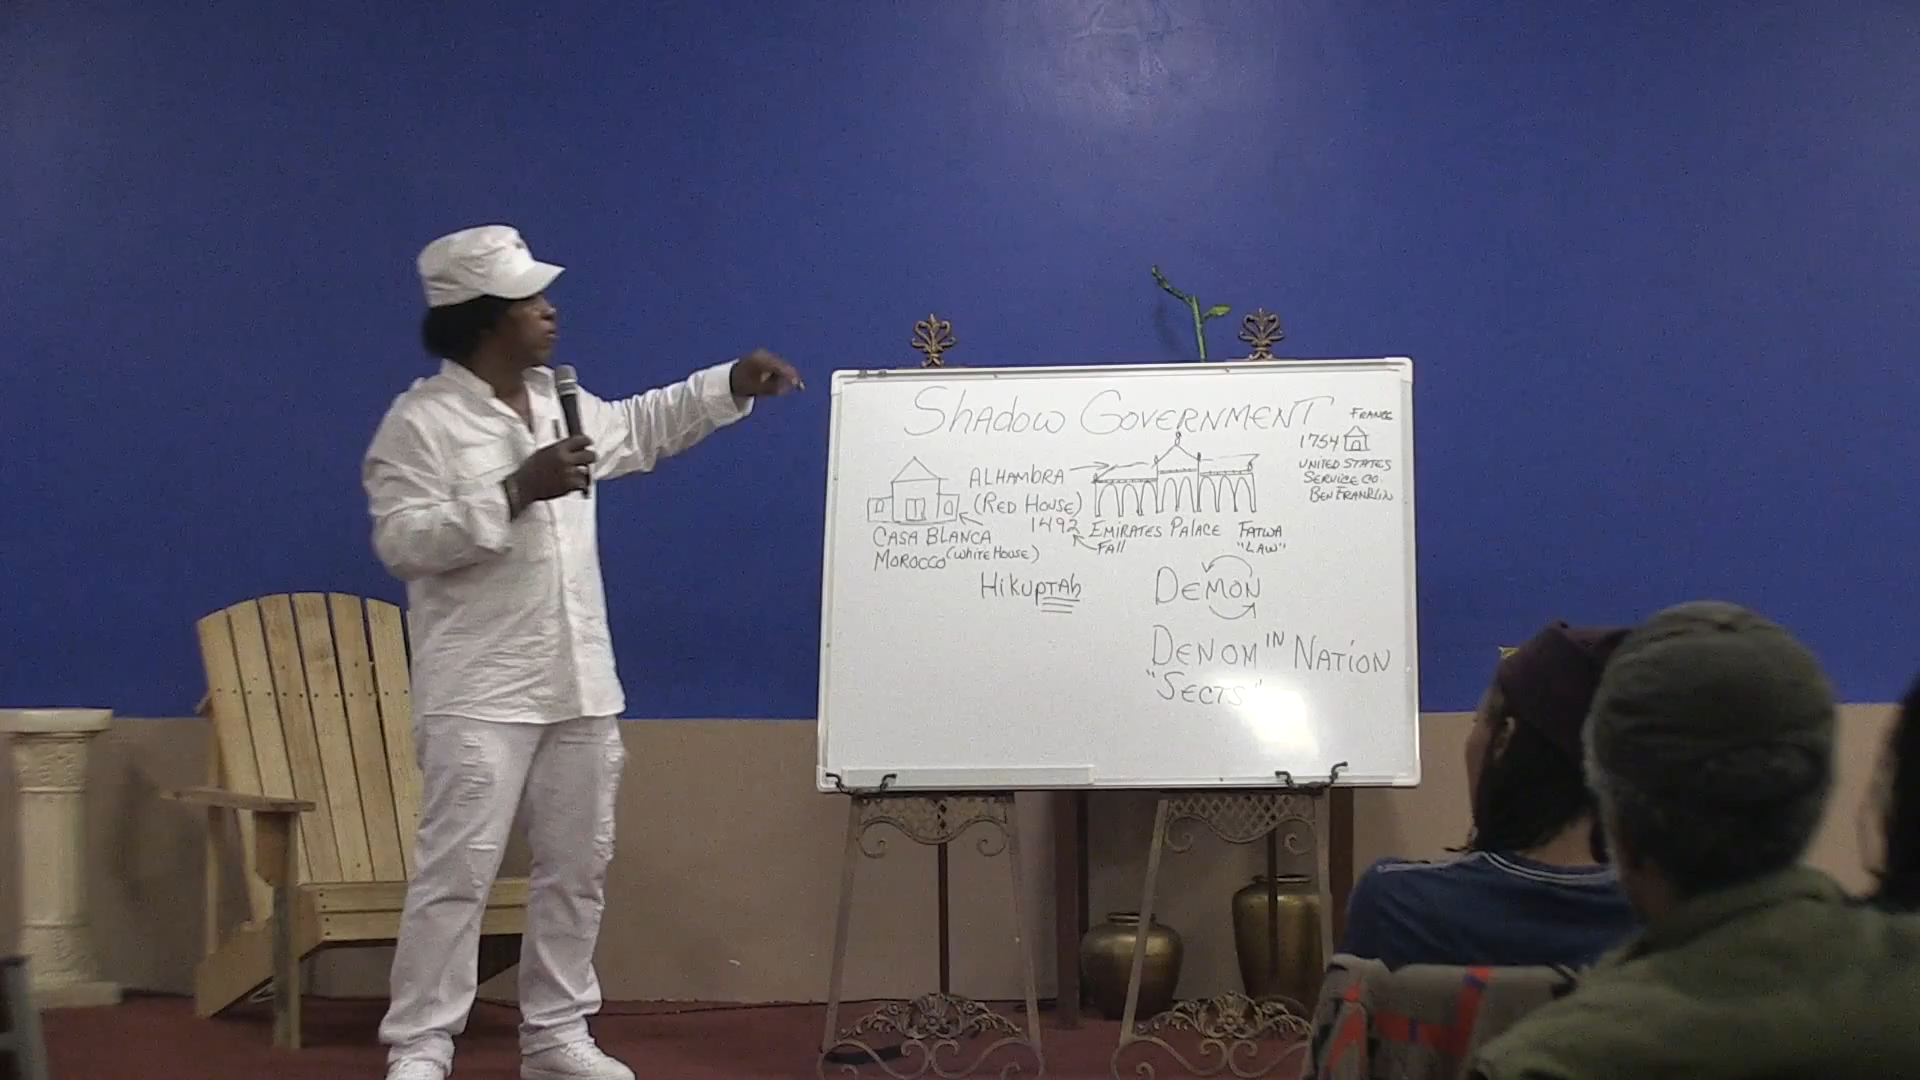 Shadow Government
France
1754
United States
Service Co.
Ben Franklin
Alhambra
(Red House)
1492
Emirates Palace
Fall
Fatwa
"Law"
Casa Blanca
Morocco (White House)
Hikuptah
Demon
Denom in Nation
"Sects"